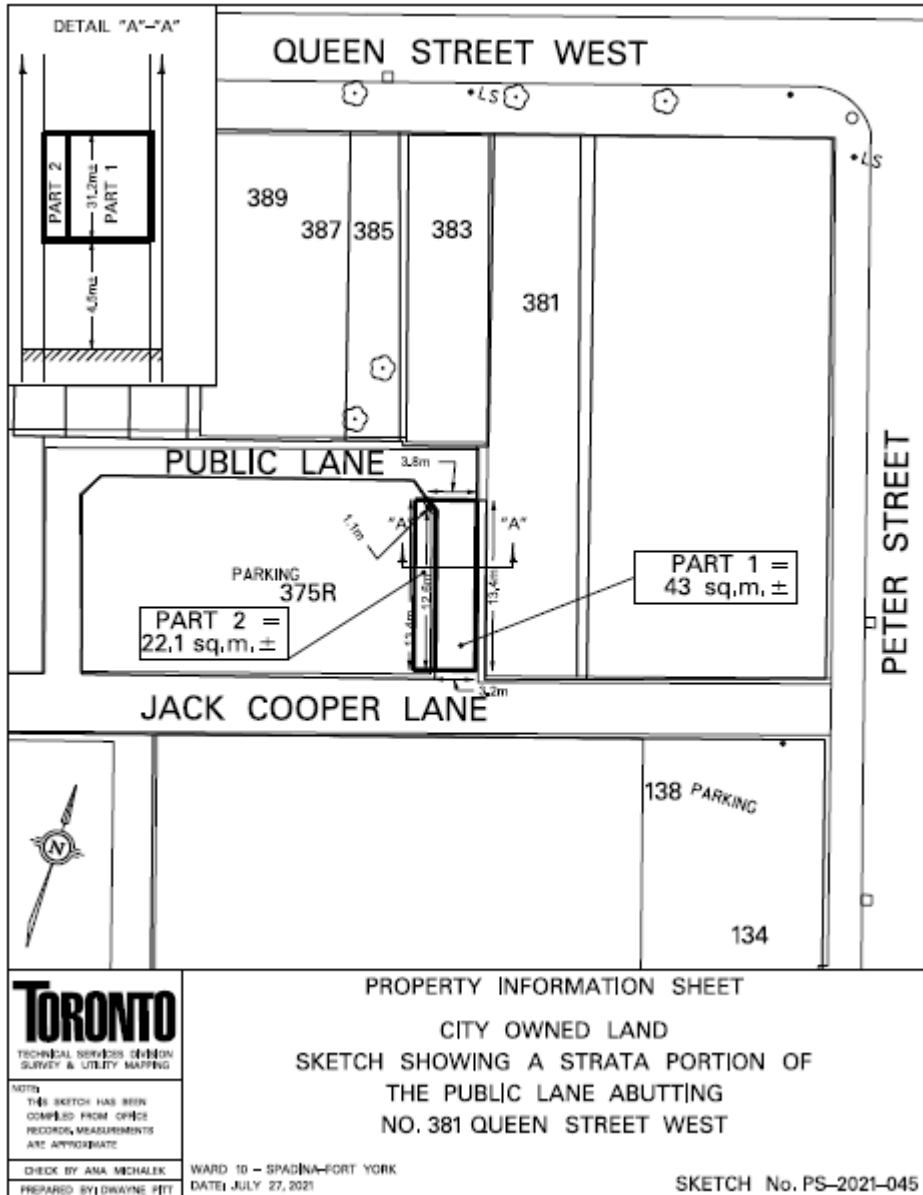 DETAIL "A"-"A"
QUEEN STREET WEST
LS
LS
PART 2
31.2m±
PART 1
4.5m±
389
387
385
383
381
PUBLIC LANE
3.8m
"A"
"A"
1.1m
PARKING
375R
12.6m
13.4m
13.4m
PART 1 =
43 sq.m. ±
PART 2 =
22.1 sq.m. ±
3.2m
PETER STREET
JACK COOPER LANE
138 PARKING
N
134
TORONTO
TECHNICAL SERVICES DIVISION
SURVEY & UTILITY MAPPING
NOTE:
THIS SKETCH HAS BEEN
COMPILED FROM OFFICE
RECORDS, MEASUREMENTS
ARE APPROXIMATE
CHECK BY ANA MICHALEK
PREPARED BY: DWAYNE PITT
PROPERTY INFORMATION SHEET
CITY OWNED LAND
SKETCH SHOWING A STRATA PORTION OF
THE PUBLIC LANE ABUTTING
NO. 381 QUEEN STREET WEST
WARD 10 - SPADINA-FORT YORK
DATE: JULY 27, 2021
SKETCH No. PS-2021-045